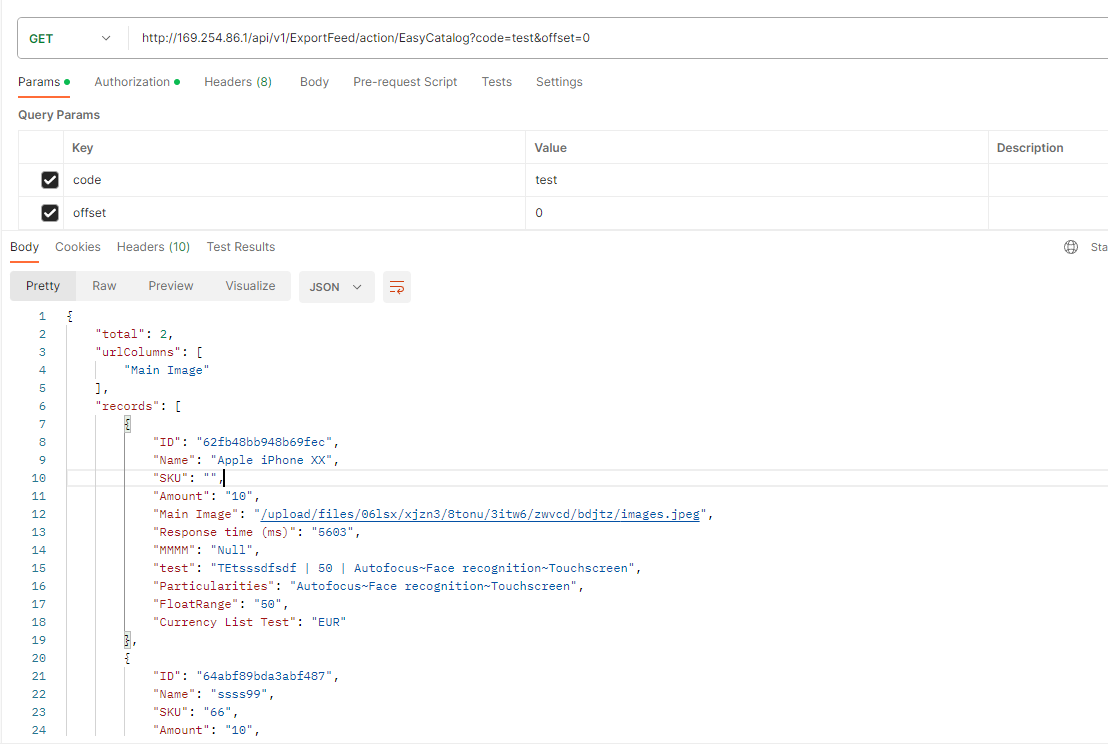 GET http://169.254.86.1/api/v1/ExportFeed/action/EasyCatalog?code=test&offset=0
Params Authorization Headers (8) Body Pre-request Script Tests Settings
Query Params
Key Value Description
code test
offset 0
Body Cookies Headers (10) Test Results Sta
Pretty Raw Preview Visualize JSON
1 {
2 "total": 2,
3 "urlColumns": [
4 "Main Image"
5 ],
6 "records": [
7 {
8 "ID": "62fb48bb948b69fec",
9 "Name": "Apple iPhone XX",
10 "SKU": "",
11 "Amount": "10",
12 "Main Image": "/upload/files/06lsx/xjzn3/8tonu/3itw6/zwvcd/bdjtz/images.jpeg",
13 "Response time (ms)": "5603",
14 "MMMM": "Null",
15 "test": "TEtsssdfsdf | 50 | Autofocus~Face recognition~Touchscreen",
16 "Particularities": "Autofocus~Face recognition~Touchscreen",
17 "FloatRange": "50",
18 "Currency List Test": "EUR"
19 },
20 {
21 "ID": "64abf89bda3abf487",
22 "Name": "ssss99",
23 "SKU": "66",
24 "Amount": "10",